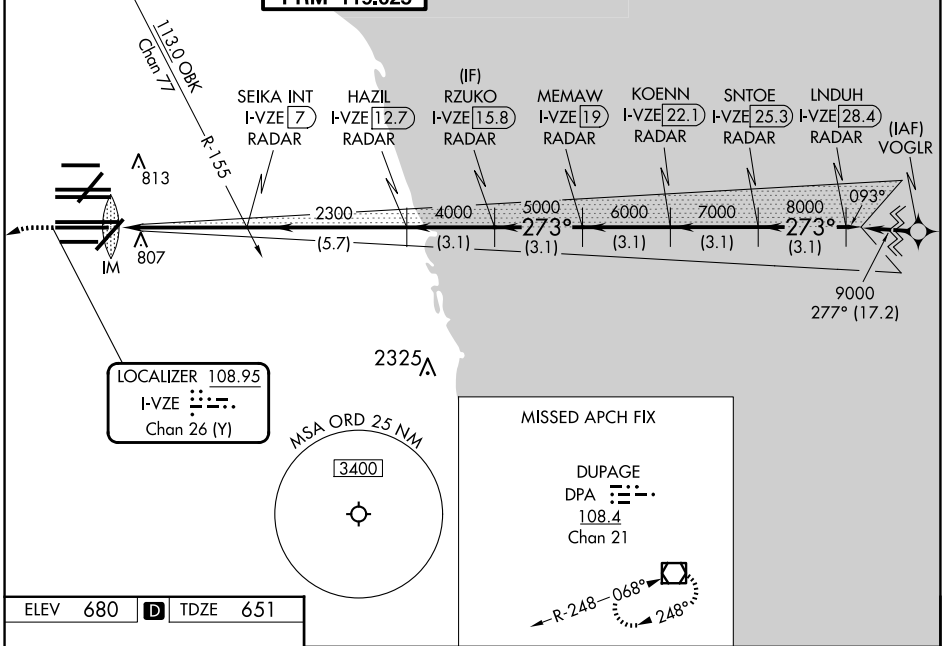 PRM 119.625
113.0 OBK
Chan 77
R-155
SEIKA INT
I-VZE 7
RADAR
HAZIL
I-VZE 12.7
RADAR
(IF)
RZUKO
I-VZE 15.8
RADAR
MEMAW
I-VZE 19
RADAR
KOENN
I-VZE 22.1
RADAR
SNTOE
I-VZE 25.3
RADAR
LNDUH
I-VZE 28.4
RADAR
(IAF)
VOGLR
813
807
IM
2300
(5.7)
4000
(3.1)
5000
273°
(3.1)
6000
(3.1)
7000
(3.1)
8000
273°
(3.1)
093°
9000
277° (17.2)
2325
LOCALIZER 108.95
I-VZE
Chan 26 (Y)
MSA ORD 25 NM
3400
MISSED APCH FIX
DUPAGE
DPA
108.4
Chan 21
R-248
068°
248°
ELEV 680 D TDZE 651